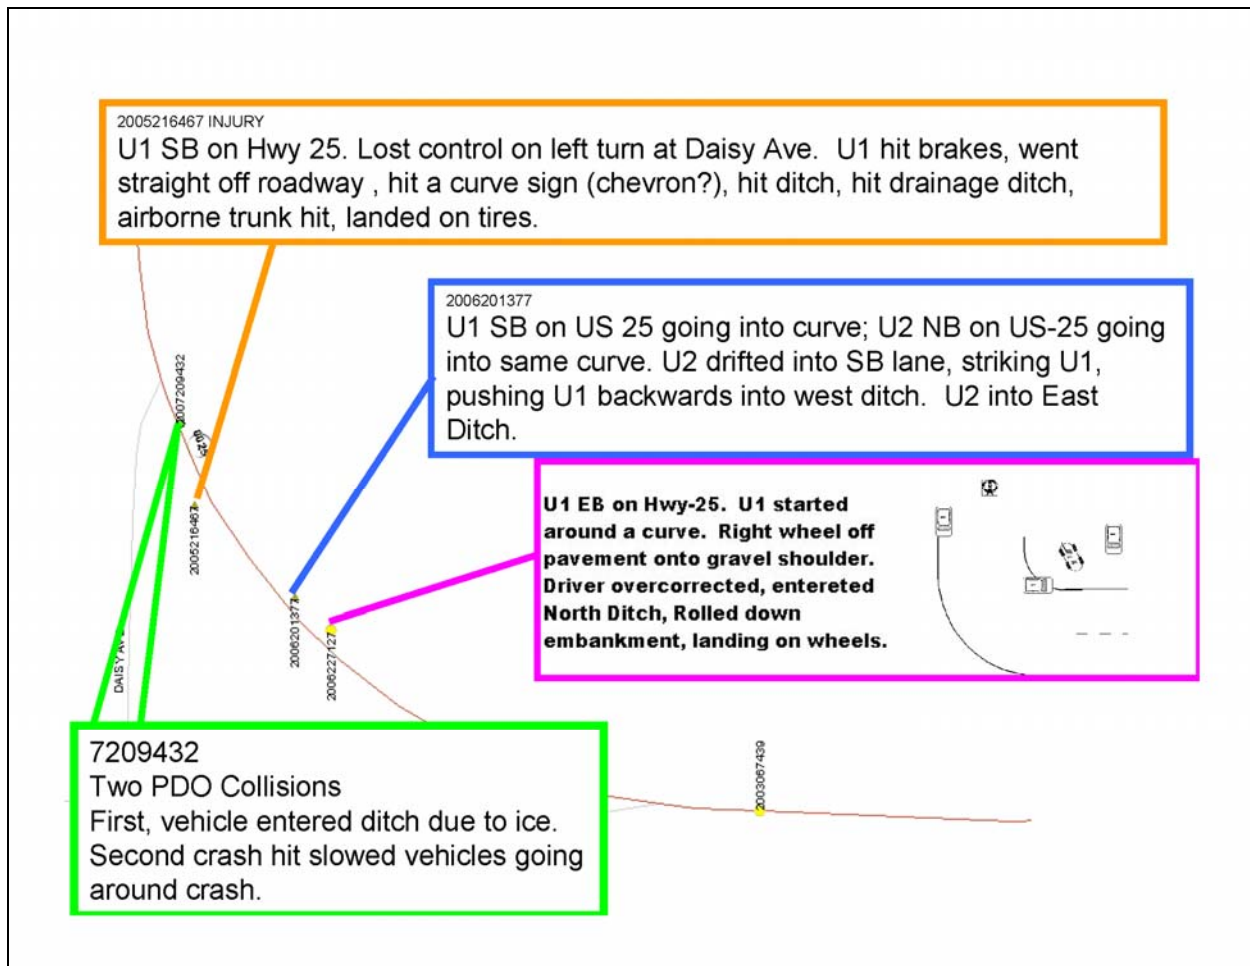 2005216467 INJURY
U1 SB on Hwy 25. Lost control on left turn at Daisy Ave. U1 hit brakes, went
straight off roadway , hit a curve sign (chevron?), hit ditch, hit drainage ditch,
airborne trunk hit, landed on tires.
2006201377
U1 SB on US 25 going into curve; U2 NB on US-25 going
into same curve. U2 drifted into SB lane, striking U1,
pushing U1 backwards into west ditch. U2 into East
Ditch.
2007209432
2005216467
U1 EB on Hwy-25. U1 started
around a curve. Right wheel off
pavement onto gravel shoulder.
Driver overcorrected, entereted
North Ditch, Rolled down
embankment, landing on wheels.
2006201377
2006227127
DAISY AVE
7209432
Two PDO Collisions
First, vehicle entered ditch due to ice.
Second crash hit slowed vehicles going
around crash.
2003067439